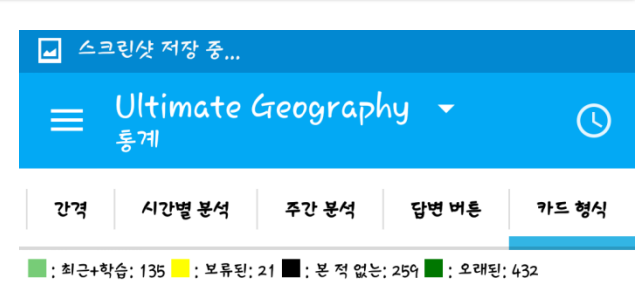 스크린샷 저장 중...
Ultimate Geography
통계
간격 시간별 분석 주간 분석 답변 버튼 카드 형식
: 최근+학습: 135 : 보류된: 21 : 본 적 없는: 259 : 오래된: 432